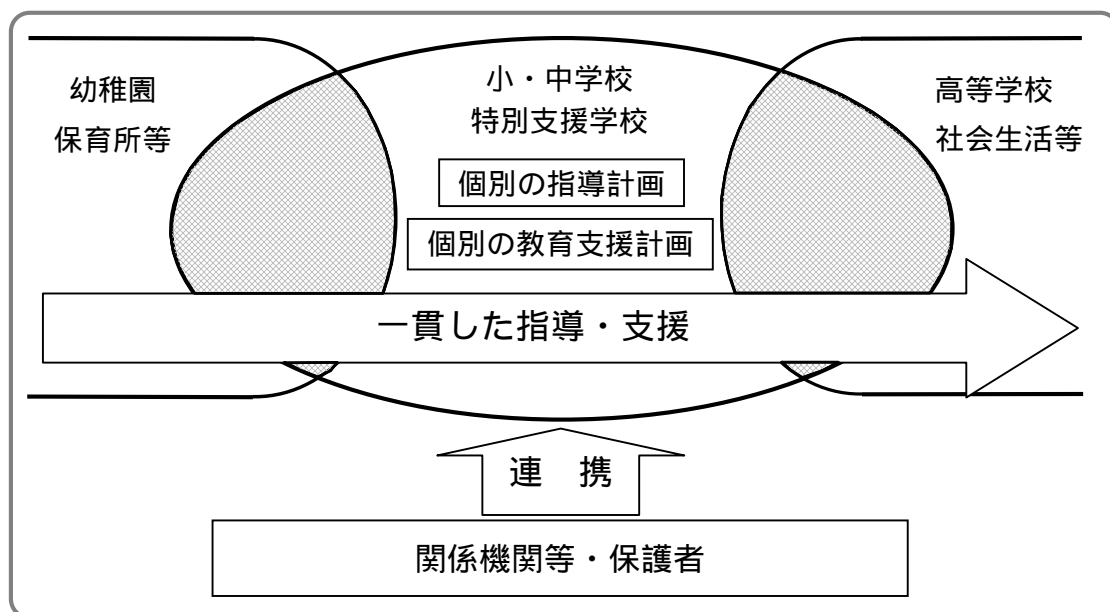 幼稚園
保育所等
小・中学校
特別支援学校
個別の指導計画
個別の教育支援計画
高等学校
社会生活等
一貫した指導・支援
連　携
関係機関等・保護者